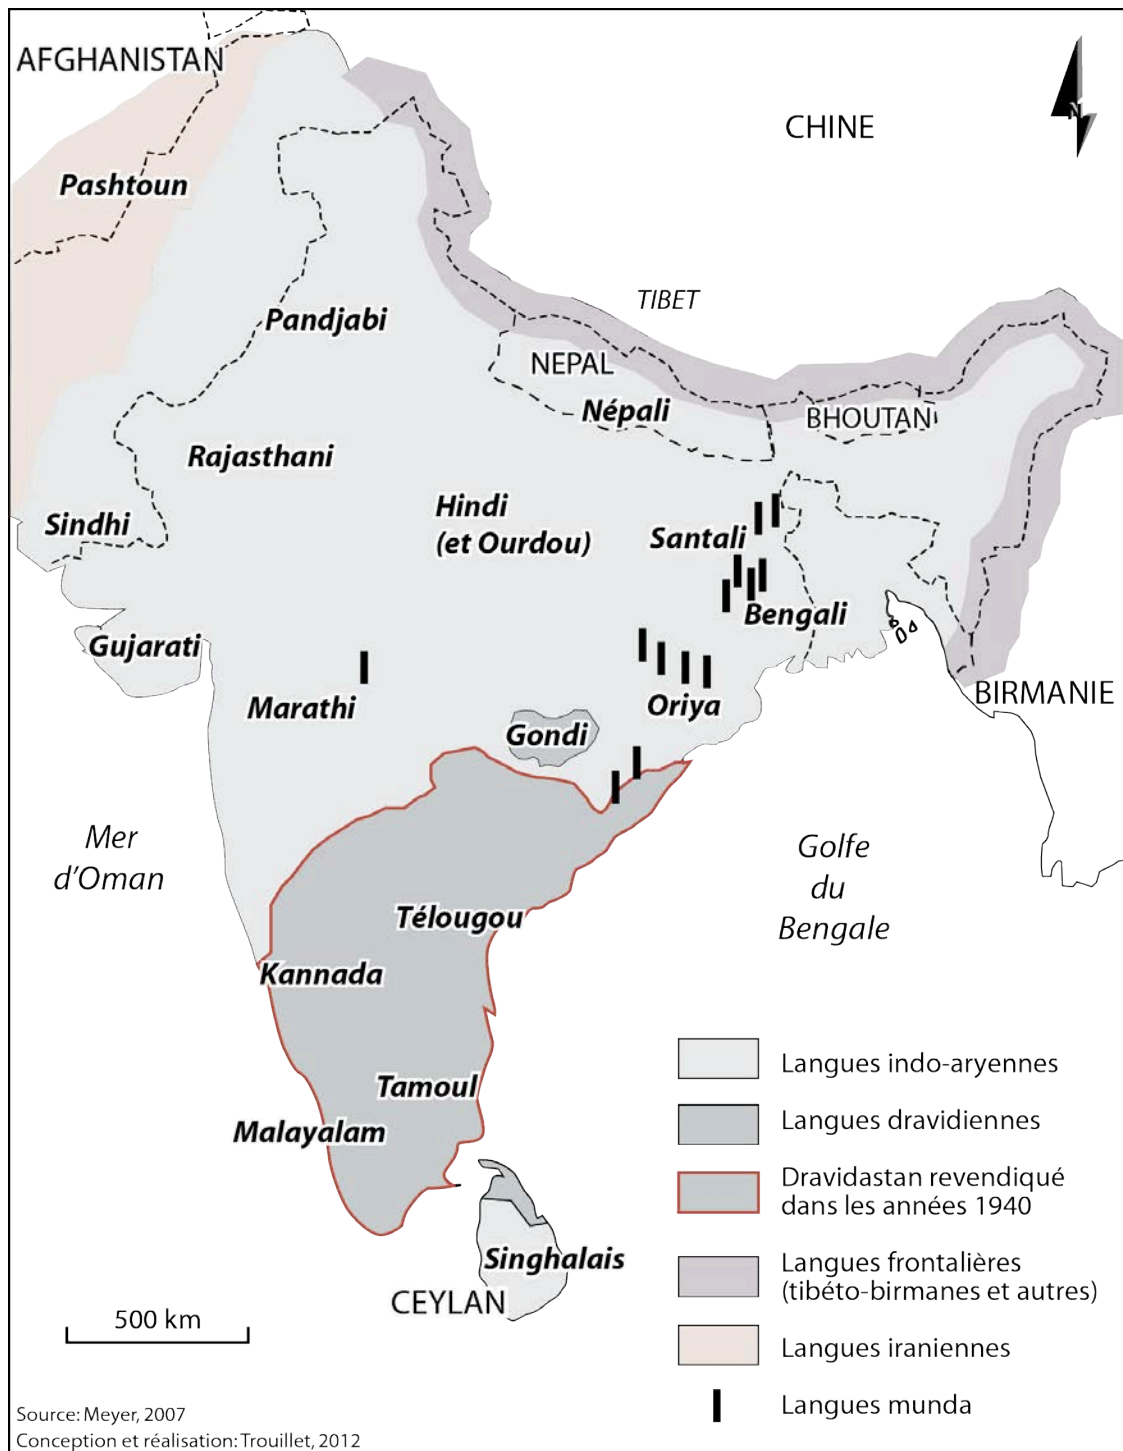 AFGHANISTAN
CHINE
N
Pashtoun
TIBET
Pandjabi
NEPAL
Népali
BHOUTAN
Rajasthani
Hindi
(et Ourdou)
Sindhi
Santali
Bengali
Gujarati
BIRMANIE
Marathi
Oriya
Gondi
Mer
d'Oman
Golfe
du
Bengale
Télougou
Kannada
Tamoul
Malayalam
Singhalais
CEYLAN
Langues indo-aryennes
Langues dravidiennes
Dravidastan revendiqué
dans les années 1940
Langues frontalières
(tibéto-birmanes et autres)
Langues iraniennes
Langues munda
500 km
Source: Meyer, 2007
Conception et réalisation: Trouillet, 2012